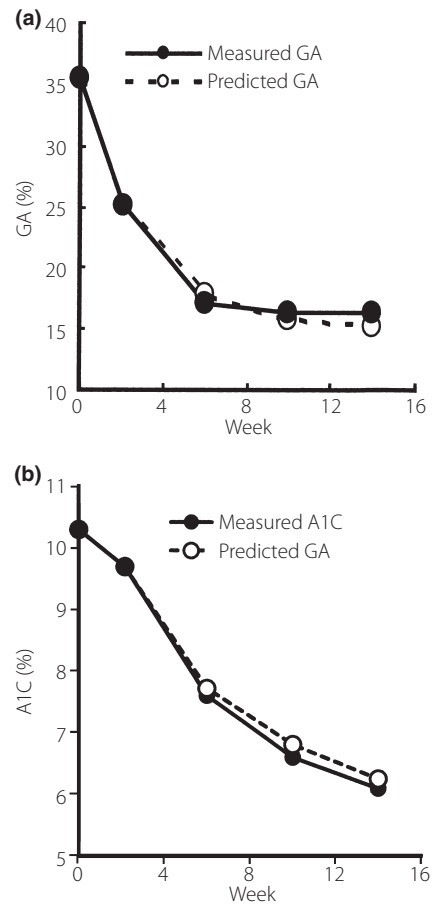 (a)
40
35
30
25
20
15
10
GA (%)
Measured GA
Predicted GA
0 4 8 12 16
Week
(b)
11
10
9
8
7
6
5
A1C (%)
Measured A1C
Predicted GA
0 4 8 12 16
Week